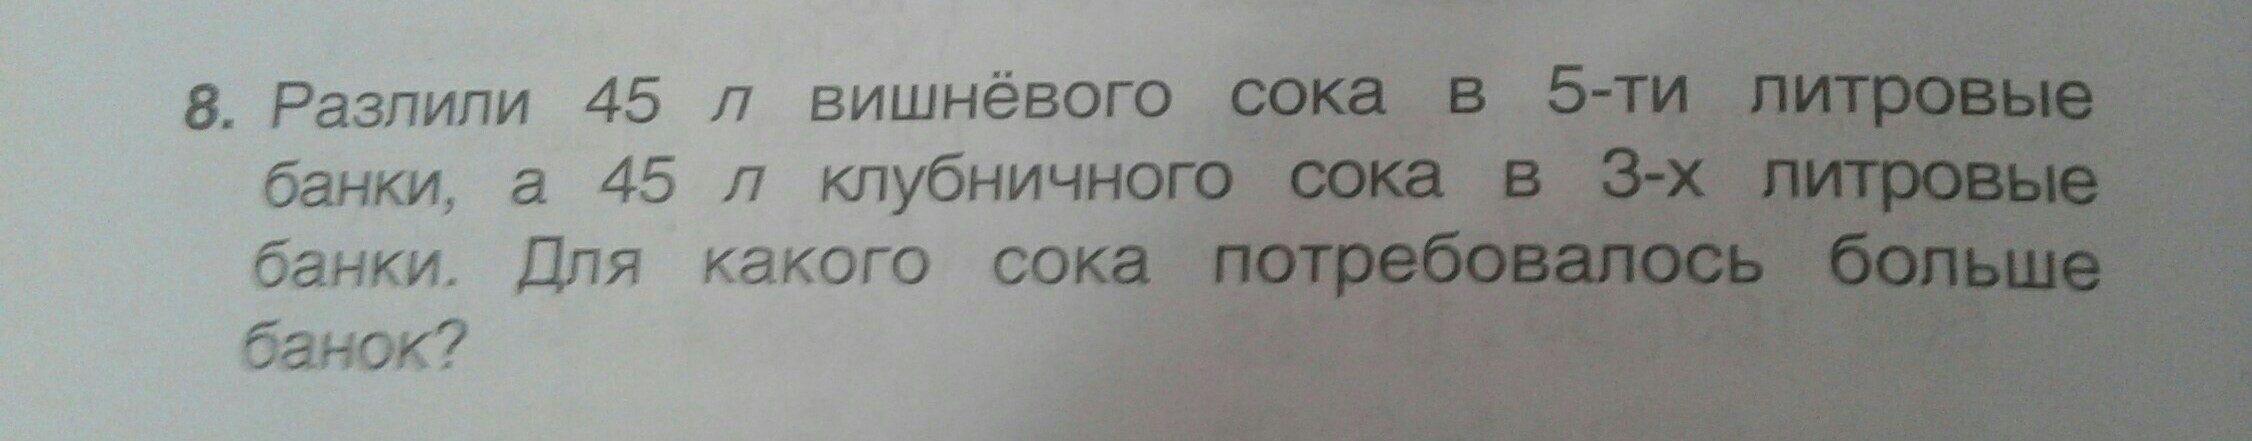 8. Разлили 45 л вишнёвого сока в 5-ти литровые
банки, а 45 л клубничного сока в 3-х литровые
банки. Для какого сока потребовалось больше
банок?